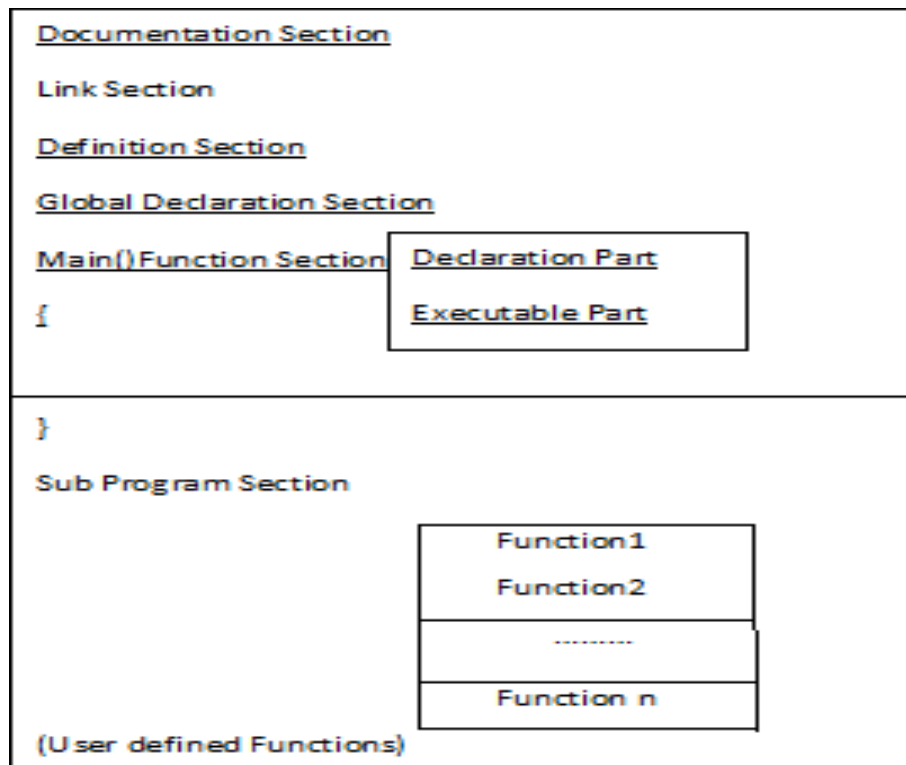 Documentation Section
Link Section
Definition Section
Global Declaration Section
Main()Function Section
Declaration Part
{
Executable Part
}
Sub Program Section
Function1
Function2
---------
Function n
(User defined Functions)